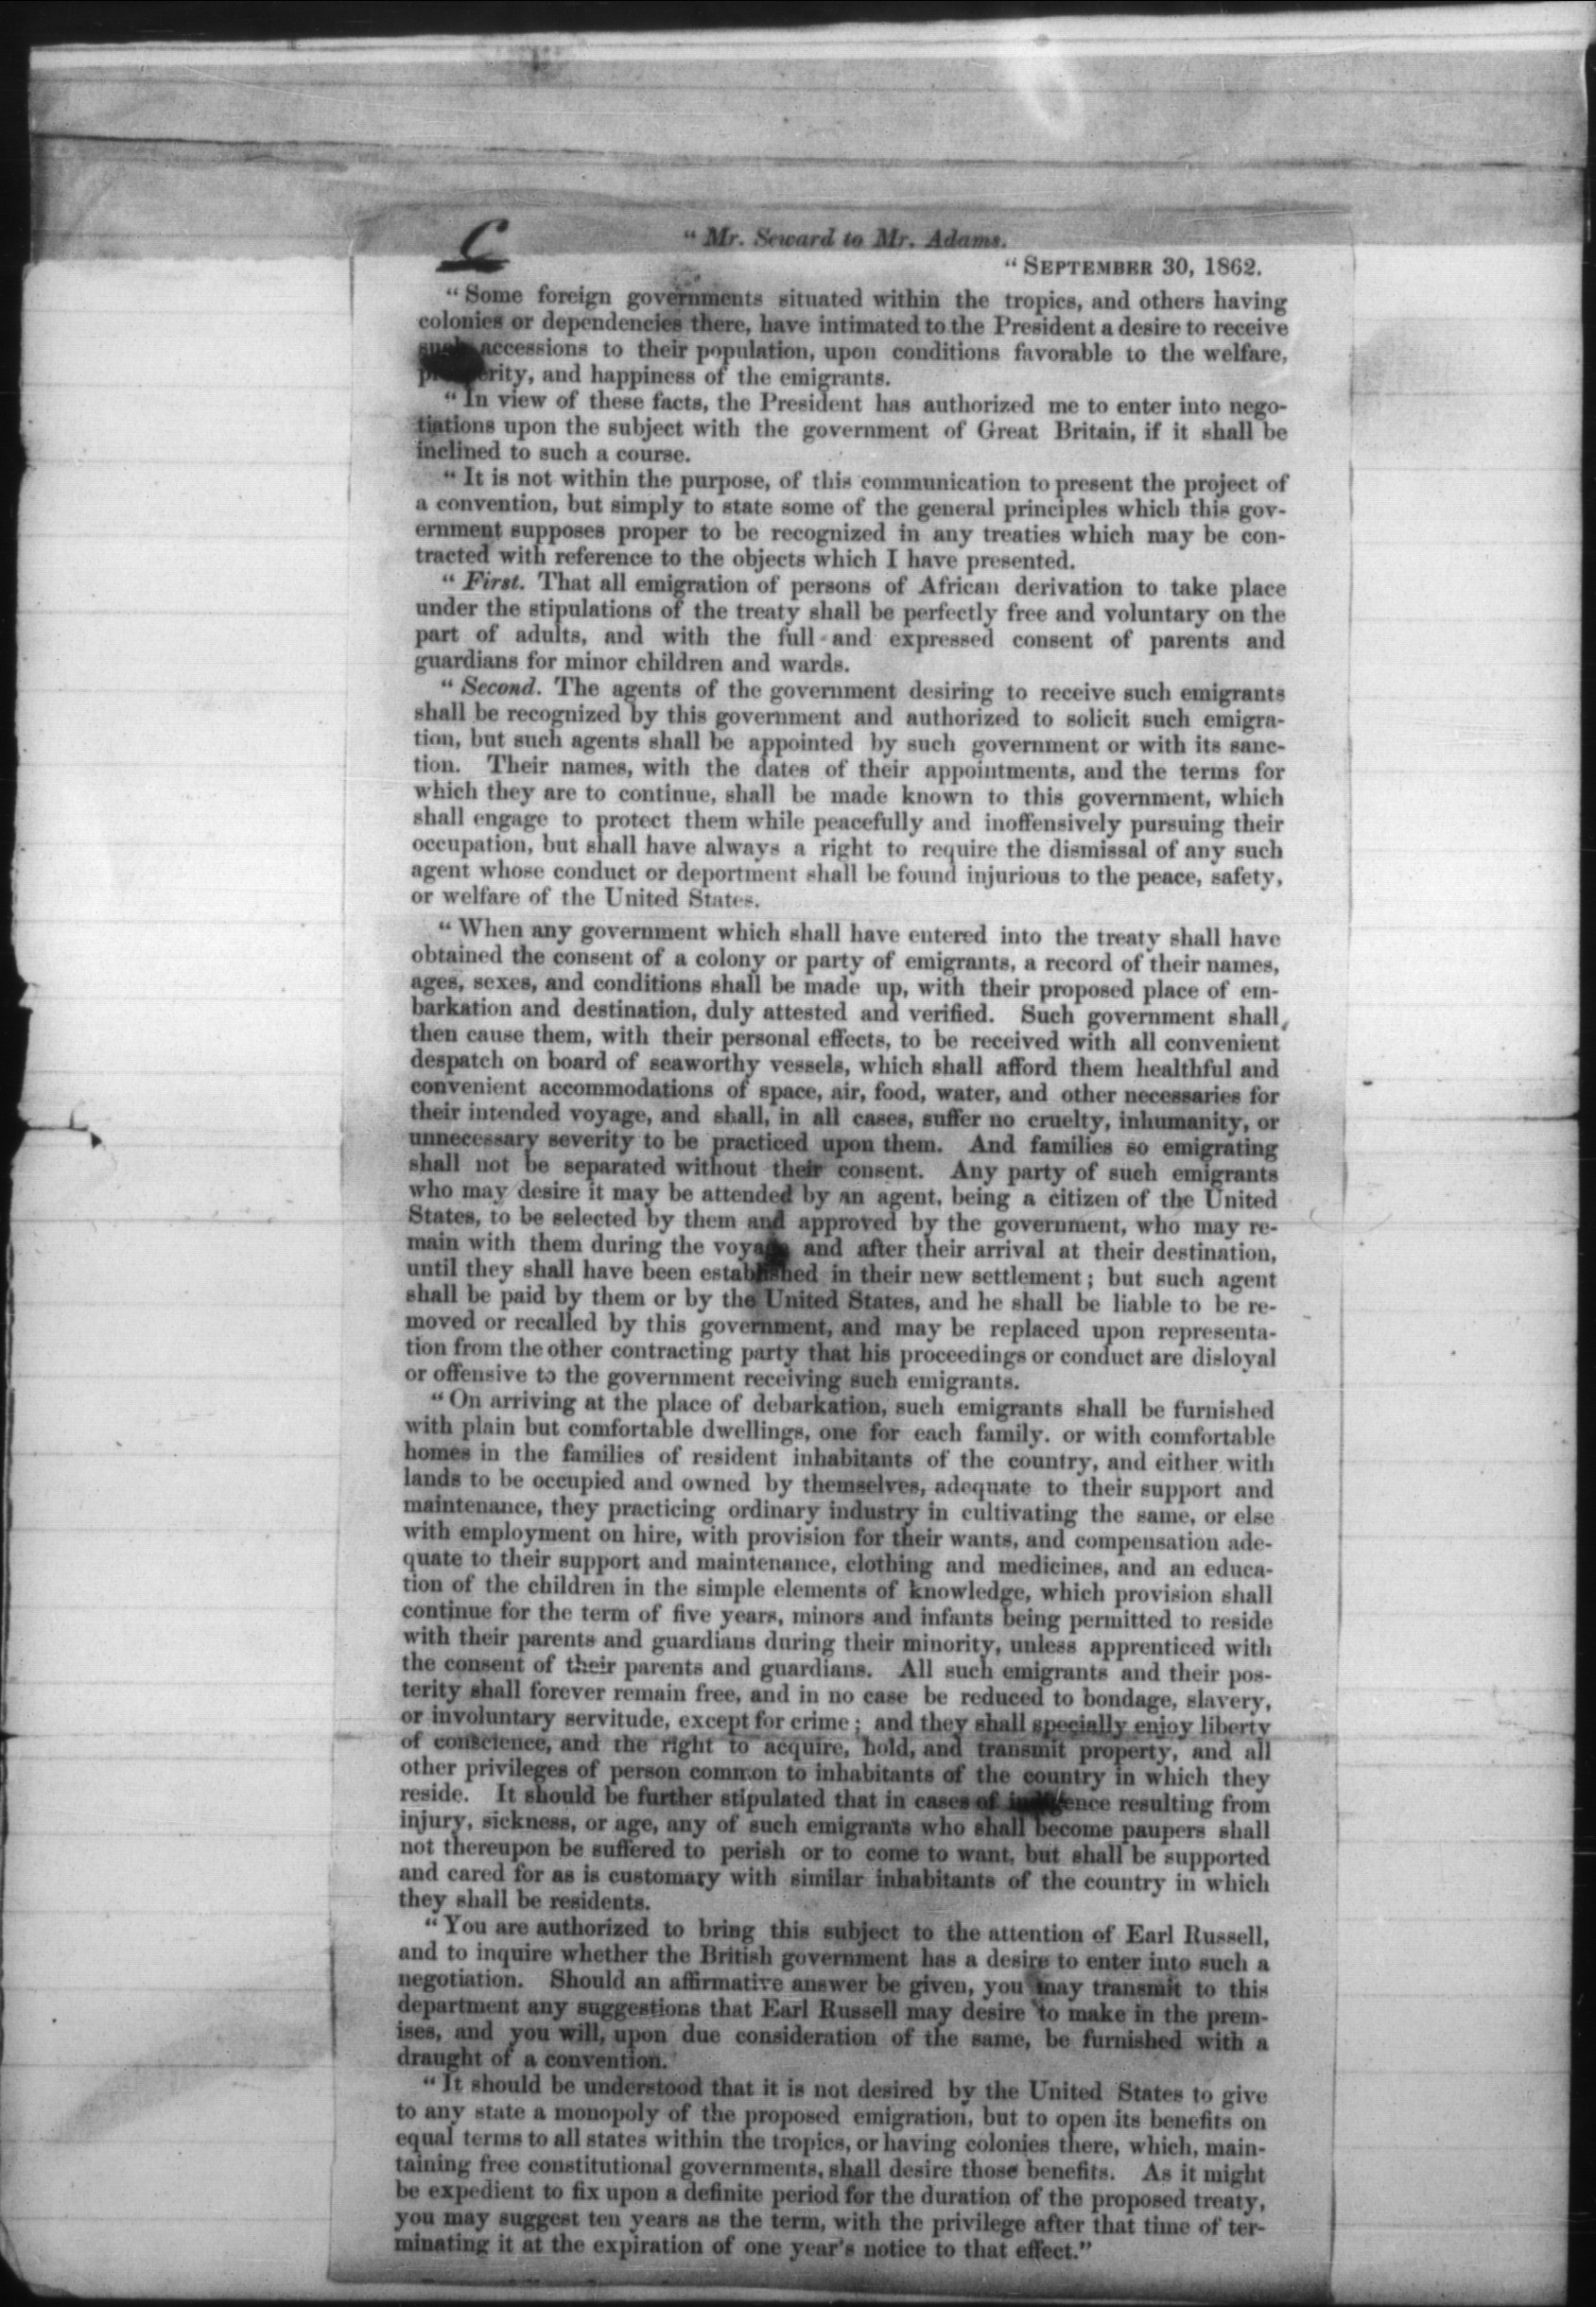 C
" Mr. Seward to Mr. Adams.
" SEPTEMBER 30, 1862.
" Some foreign governments situated within the tropics, and others having
colonies or dependencies there, have intimated to the President a desire to receive
such accessions to their population, upon conditions favorable to the welfare,
prosperity, and happiness of the emigrants.
" In view of these facts, the President has authorized me to enter into nego-
tiations upon the subject with the government of Great Britain, if it shall be
inclined to such a course.
" It is not within the purpose, of this communication to present the project of
a convention, but simply to state some of the general principles which this gov-
ernment supposes proper to be recognized in any treaties which may be con-
tracted with reference to the objects which I have presented.
" First. That all emigration of persons of African derivation to take place
under the stipulations of the treaty shall be perfectly free and voluntary on the
part of adults, and with the full and expressed consent of parents and
guardians for minor children and wards.
" Second. The agents of the government desiring to receive such emigrants
shall be recognized by this government and authorized to solicit such emigra-
tion, but such agents shall be appointed by such government or with its sanc-
tion. Their names, with the dates of their appointments, and the terms for
which they are to continue, shall be made known to this government, which
shall engage to protect them while peacefully and inoffensively pursuing their
occupation, but shall have always a right to require the dismissal of any such
agent whose conduct or deportment shall be found injurious to the peace, safety,
or welfare of the United States.
" When any government which shall have entered into the treaty shall have
obtained the consent of a colony or party of emigrants, a record of their names,
ages, sexes, and conditions shall be made up, with their proposed place of em-
barkation and destination, duly attested and verified. Such government shall
then cause them, with their personal effects, to be received with all convenient
despatch on board of seaworthy vessels, which shall afford them healthful and
convenient accommodations of space, air, food, water, and other necessaries for
their intended voyage, and shall, in all cases, suffer no cruelty, inhumanity, or
unnecessary severity to be practiced upon them. And families so emigrating
shall not be separated without their consent. Any party of such emigrants
who may desire it may be attended by an agent, being a citizen of the United
States, to be selected by them and approved by the government, who may re-
main with them during the voyage and after their arrival at their destination,
until they shall have been established in their new settlement; but such agent
shall be paid by them or by the United States, and he shall be liable to be re-
moved or recalled by this government, and may be replaced upon representa-
tion from the other contracting party that his proceedings or conduct are disloyal
or offensive to the government receiving such emigrants.
" On arriving at the place of debarkation, such emigrants shall be furnished
with plain but comfortable dwellings, one for each family. or with comfortable
homes in the families of resident inhabitants of the country, and either with
lands to be occupied and owned by themselves, adequate to their support and
maintenance, they practicing ordinary industry in cultivating the same, or else
with employment on hire, with provision for their wants, and compensation ade-
quate to their support and maintenance, clothing and medicines, and an educa-
tion of the children in the simple elements of knowledge, which provision shall
continue for the term of five years, minors and infants being permitted to reside
with their parents and guardians during their minority, unless apprenticed with
the consent of their parents and guardians. All such emigrants and their pos-
terity shall forever remain free, and in no case be reduced to bondage, slavery,
or involuntary servitude, except for crime; and they shall specially enjoy liberty
of conscience, and the right to acquire, hold, and transmit property, and all
other privileges of person common to inhabitants of the country in which they
reside. It should be further stipulated that in cases of indigence resulting from
injury, sickness, or age, any of such emigrants who shall become paupers shall
not thereupon be suffered to perish or to come to want, but shall be supported
and cared for as is customary with similar inhabitants of the country in which
they shall be residents.
" You are authorized to bring this subject to the attention of Earl Russell,
and to inquire whether the British government has a desire to enter into such a
negotiation. Should an affirmative answer be given, you may transmit to this
department any suggestions that Earl Russell may desire to make in the prem-
ises, and you will, upon due consideration of the same, be furnished with a
draught of a convention.
" It should be understood that it is not desired by the United States to give
to any state a monopoly of the proposed emigration, but to open its benefits on
equal terms to all states within the tropics, or having colonies there, which, main-
taining free constitutional governments, shall desire those benefits. As it might
be expedient to fix upon a definite period for the duration of the proposed treaty,
you may suggest ten years as the term, with the privilege after that time of ter-
minating it at the expiration of one year's notice to that effect."